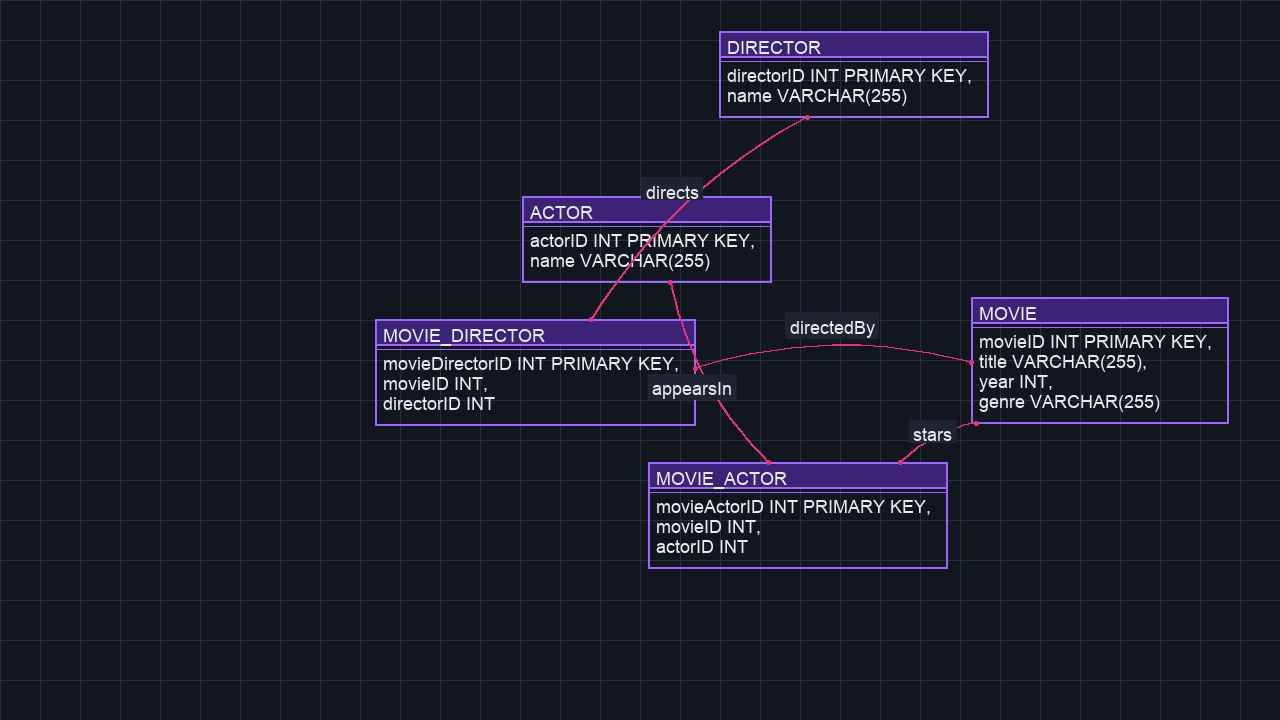 DIRECTOR
directorID INT PRIMARY KEY,
name VARCHAR(255)
directs
ACTOR
actorID INT PRIMARY KEY,
name VARCHAR(255)
MOVIE_DIRECTOR
movieDirectorID INT PRIMARY KEY,
movieID INT,
directorID INT
directedBy
MOVIE
movieID INT PRIMARY KEY,
title VARCHAR(255),
year INT,
genre VARCHAR(255)
appearsIn
stars
MOVIE_ACTOR
movieActorID INT PRIMARY KEY,
movieID INT,
actorID INT